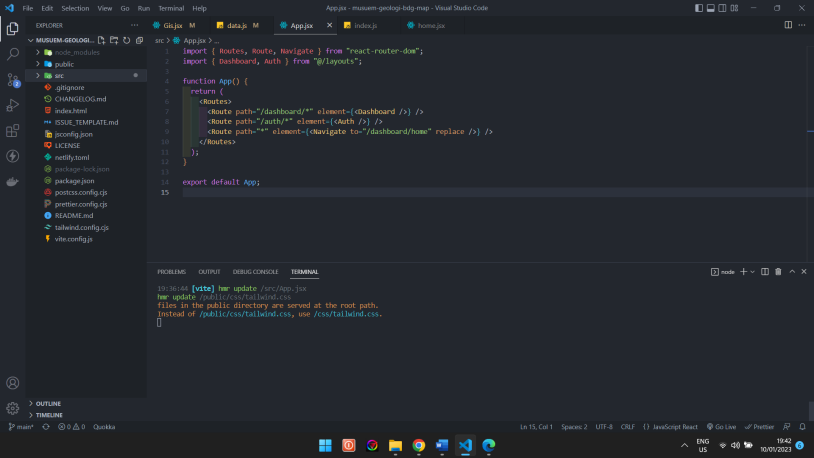 File Edit Selection View Go Run Terminal Help
App.jsx - musuem-geologi-bdg-map - Visual Studio Code
EXPLORER
MUSUEM-GEOLOGI...
node_modules
public
src
.gitignore
CHANGELOG.md
index.html
ISSUE_TEMPLATE.md
jsconfig.json
LICENSE
netlify.toml
package-lock.json
package.json
postcss.config.cjs
prettier.config.cjs
README.md
tailwind.config.cjs
vite.config.js
OUTLINE
TIMELINE
2
Gis.jsx M
data.js M
App.jsx
index.js
home.jsx
src > App.jsx > ...
1 import { Routes, Route, Navigate } from "react-router-dom";
2 import { Dashboard, Auth } from "@/layouts";
3
4 function App() {
5 return (
6 <Routes>
7 <Route path="/dashboard/*" element={<Dashboard />} />
8 <Route path="/auth/*" element={<Auth />} />
9 <Route path="*" element={<Navigate to="/dashboard/home" replace />} />
10 </Routes>
11 );
12 }
13
14 export default App;
15
PROBLEMS OUTPUT DEBUG CONSOLE TERMINAL
node
19:36:44 [vite] hmr update /src/App.jsx
hmr update /public/css/tailwind.css
files in the public directory are served at the root path.
Instead of /public/css/tailwind.css, use /css/tailwind.css.
main* 0 0 Quokka
Ln 15, Col 1 Spaces: 2 UTF-8 CRLF {} JavaScript React Go Live Prettier
ENG
US
19:42
10/01/2023